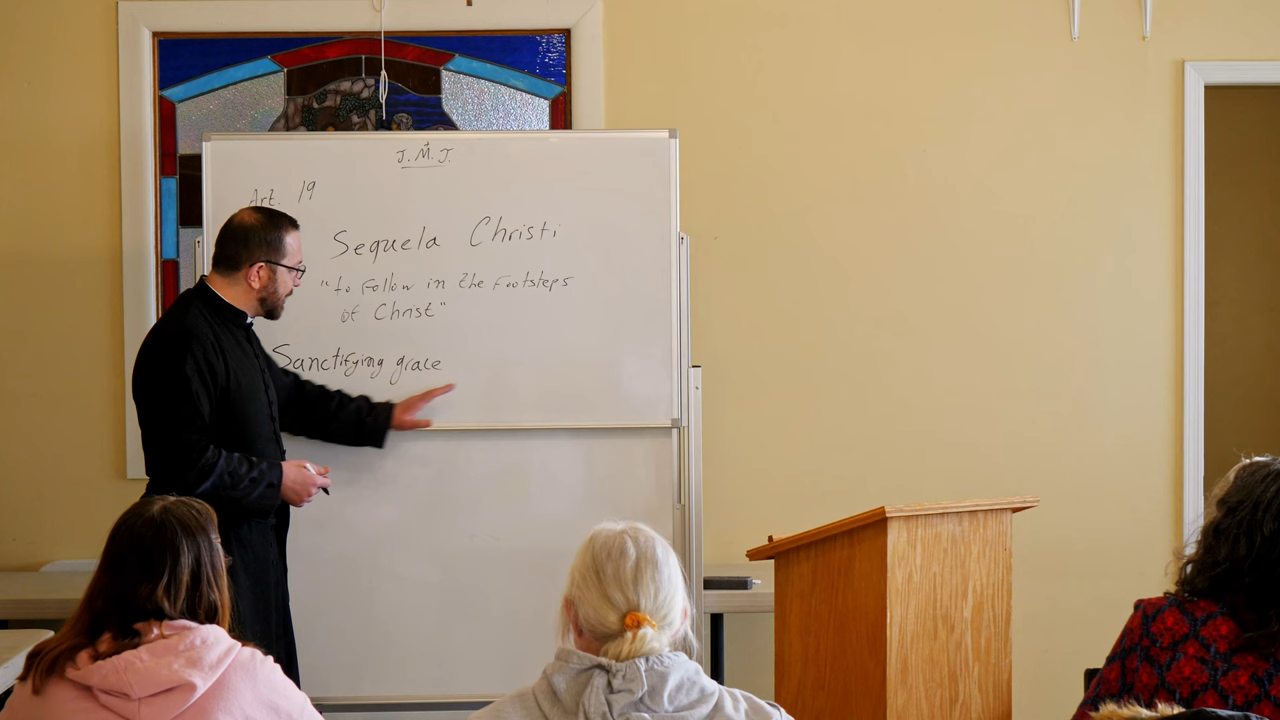 J.M.J.
Art. 19
Sequela Christi
"to Follow in the Footsteps
of Christ"
Sanctifying grace